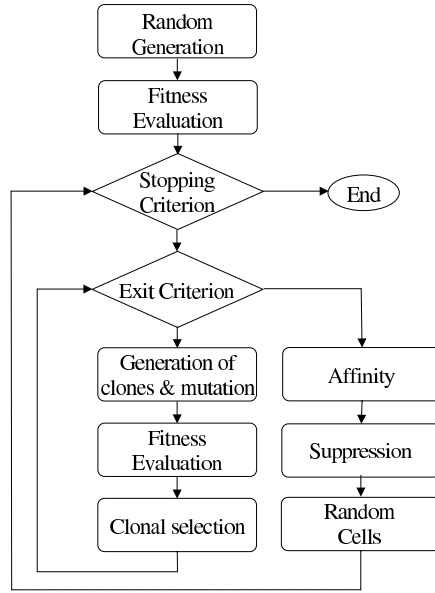 Random
Generation
Fitness
Evaluation
Stopping
Criterion
End
Exit Criterion
Generation of
clones & mutation
Affinity
Fitness
Evaluation
Suppression
Clonal selection
Random
Cells